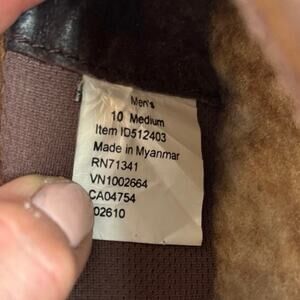 Men's
10 Medium
Item ID512403
Made in Myanmar
RN71341
VN1002664
CA04754
02610